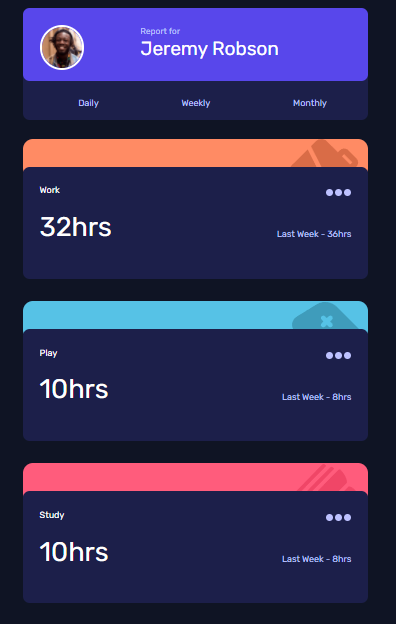 Report for
Jeremy Robson
Daily Weekly Monthly
Work
32hrs
Last Week - 36hrs
Play
10hrs
Last Week - 8hrs
Study
10hrs
Last Week - 8hrs